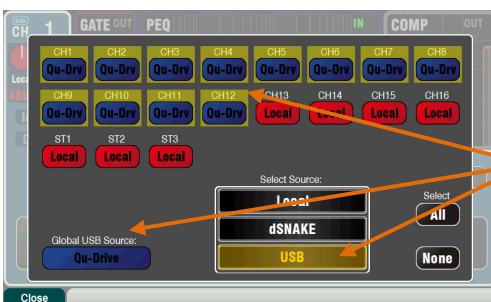 Safe
CH 1 GATE OUT PEQ IN COMP OUT
CH1 CH2 CH3 CH4 CH5 CH6 CH7 CH8
Qu-Drv Qu-Drv Qu-Drv Qu-Drv Qu-Drv Qu-Drv Qu-Drv Qu-Drv
CH9 CH10 CH11 CH12 CH13 CH14 CH15 CH16
Qu-Drv Qu-Drv Qu-Drv Qu-Drv Local Local Local Local
ST1 ST2 ST3
Local Local Local
Select Source:
Local
Select
All
dSNAKE
Global USB Source:
Qu-Drive
USB
None
Close